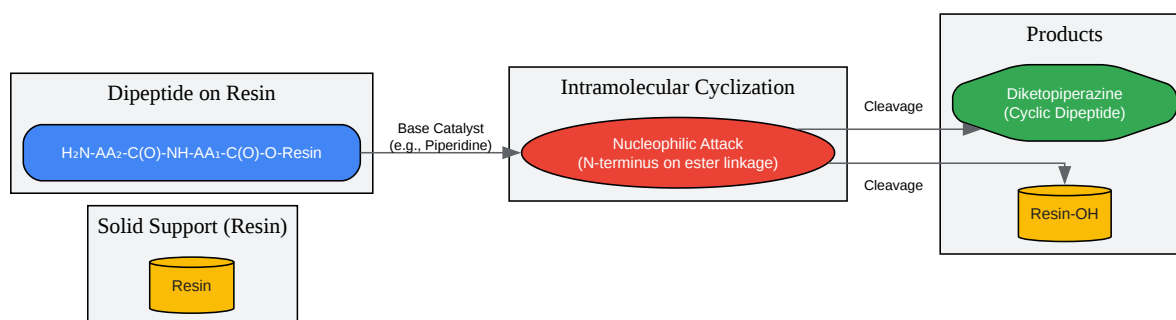 Dipeptide on Resin
H₂N-AA₂-C(O)-NH-AA₁-C(O)-O-Resin
Solid Support (Resin)
Resin
Base Catalyst
(e.g., Piperidine)
Intramolecular Cyclization
Nucleophilic Attack
(N-terminus on ester linkage)
Cleavage
Cleavage
Products
Diketopiperazine
(Cyclic Dipeptide)
Resin-OH